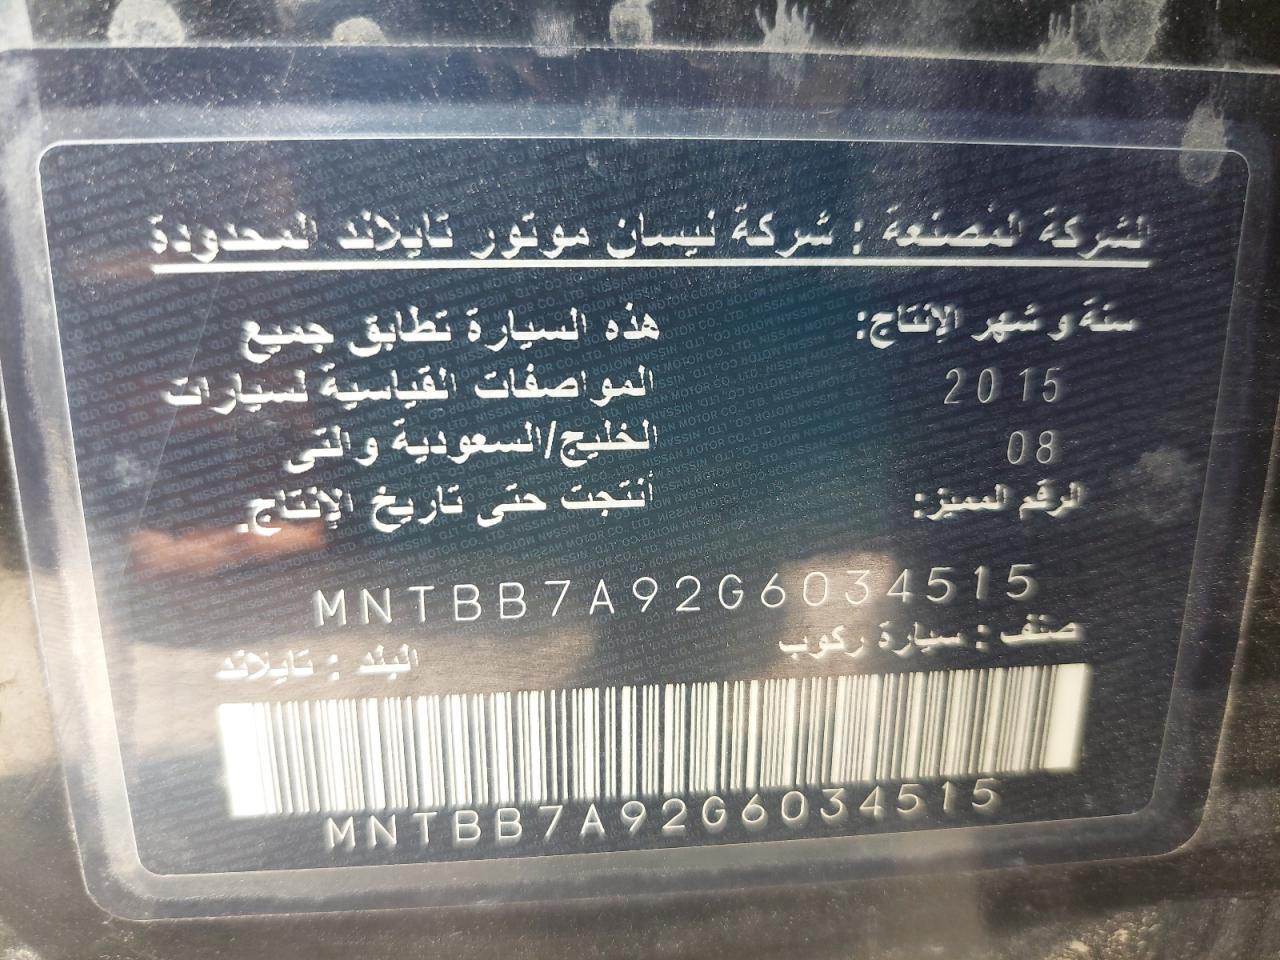 الشركة المصنعة : شركة نيسان موتور تايلاند المحدودة
سنة و شهر الإنتاج:
2015
08
هذه السيارة تطابق جميع
المواصفات القياسية لسيارات
الخليج/السعودية والتى
أنتجت حتى تاريخ الإنتاج.
الرقم المميز:
MNTBB7A92G6034515
صنف : سيارة ركوب
البلد : تايلاند
MNTBB7A92G6034515